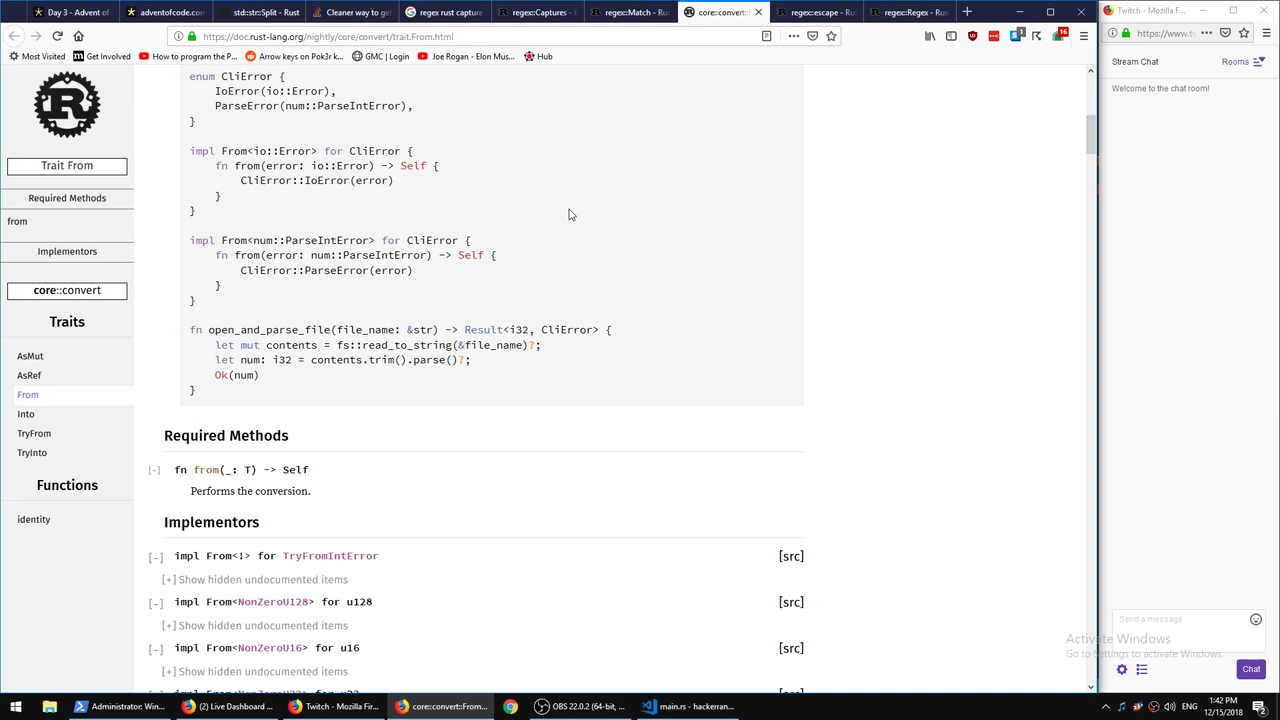 Day 3 - Advent of
adventofcode.com
std::str::Split - Rust
Cleaner way to ge
regex rust capture
regex::Captures - R
regex::Match - Rus
core::convert::F
regex::escape - Ru
regex::Regex - Rus
Twitch - Mozilla Fir
https://doc.rust-lang.org/nightly/core/convert/trait.From.html
16
1
https://www.tv
Most Visited
Get Involved
How to program the P...
Arrow keys on Pok3r k...
GMC | Login
Joe Rogan - Elon Mus...
Hub
Stream Chat
Rooms
Welcome to the chat room!
enum CliError {
IoError(io::Error),
ParseError(num::ParseIntError),
}
impl From<io::Error> for CliError {
fn from(error: io::Error) -> Self {
CliError::IoError(error)
}
}
impl From<num::ParseIntError> for CliError {
fn from(error: num::ParseIntError) -> Self {
CliError::ParseError(error)
}
}
fn open_and_parse_file(file_name: &str) -> Result<i32, CliError> {
let mut contents = fs::read_to_string(&file_name)?;
let num: i32 = contents.trim().parse()?;
Ok(num)
}
Trait From
Required Methods
from
Implementors
core::convert
Traits
AsMut
AsRef
From
Into
TryFrom
TryInto
Functions
identity
Required Methods
[-] fn from(_: T) -> Self
Performs the conversion.
Implementors
[-] impl From<!> for TryFromIntError [src]
[+] Show hidden undocumented items
[-] impl From<NonZeroU128> for u128 [src]
[+] Show hidden undocumented items
[-] impl From<NonZeroU16> for u16 [src]
[+] Show hidden undocumented items
Send a message
Activate Windows
Go to Settings to activate Windows.
Chat
Administrator: Win...
(2) Live Dashboard ...
Twitch - Mozilla Fir...
core::convert::From...
OBS 22.0.2 (64-bit, ...
main.rs - hackerran...
1:42 PM
12/15/2018
2